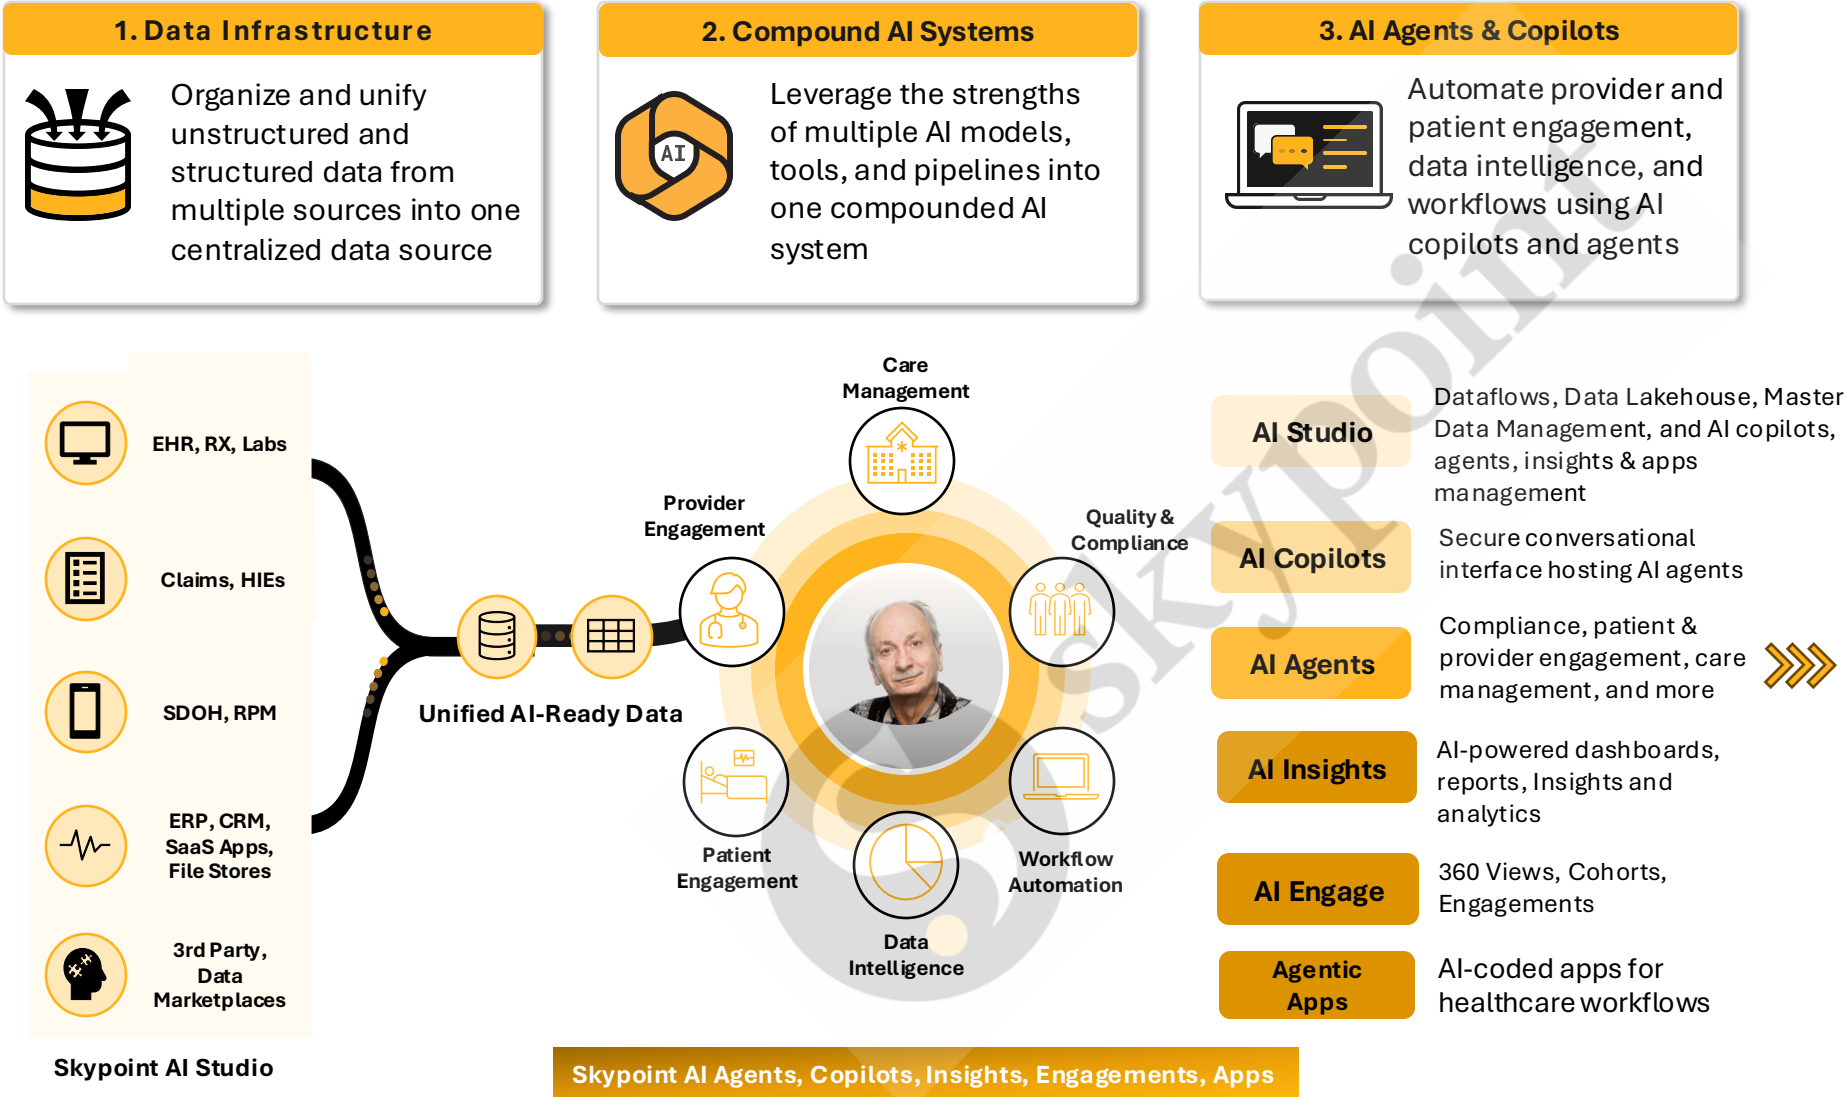 1. Data Infrastructure
Organize and unify
unstructured and
structured data from
multiple sources into one
centralized data source
2. Compound AI Systems
AI
Leverage the strengths
of multiple AI models,
tools, and pipelines into
one compounded AI
system
3. AI Agents & Copilots
Automate provider and
patient engagement,
data intelligence, and
workflows using AI
copilots and agents
EHR, RX, Labs
Claims, HIEs
SDOH, RPM
ERP, CRM,
SaaS Apps,
File Stores
3rd Party,
Data
Marketplaces
Skypoint AI Studio
Unified AI-Ready Data
Care
Management
Provider
Engagement
Quality &
Compliance
Patient
Engagement
Workflow
Automation
Data
Intelligence
AI Studio
Dataflows, Data Lakehouse, Master
Data Management, and AI copilots,
agents, insights & apps
management
AI Copilots
Secure conversational
interface hosting AI agents
AI Agents
Compliance, patient &
provider engagement, care
management, and more
AI Insights
AI-powered dashboards,
reports, Insights and
analytics
AI Engage
360 Views, Cohorts,
Engagements
Agentic
Apps
AI-coded apps for
healthcare workflows
Skypoint AI Agents, Copilots, Insights, Engagements, Apps
skypoint